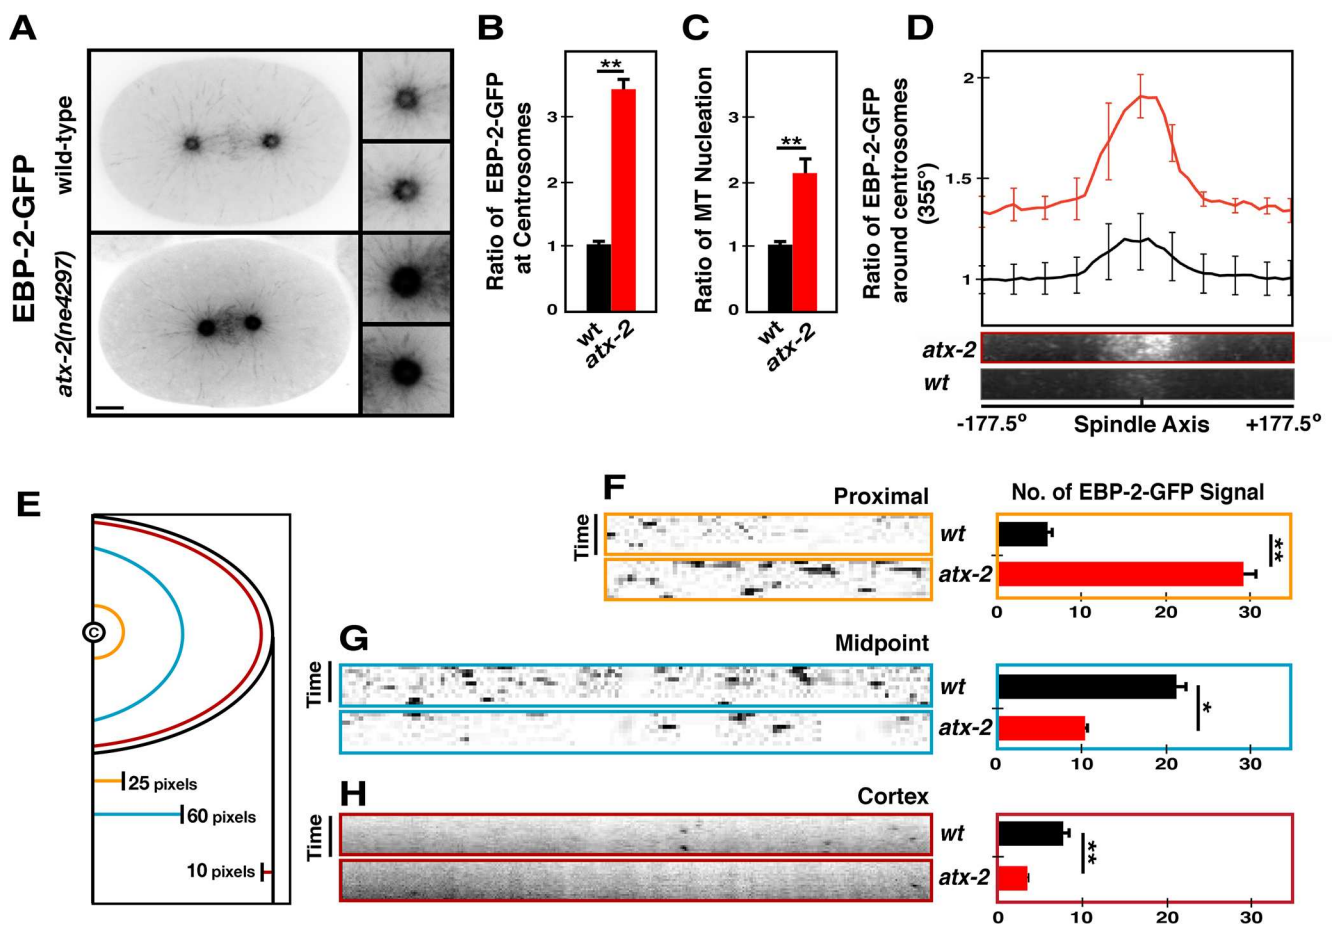 A
EBP-2-GFP
wild-type
atx-2(ne4297)
B
Ratio of EBP-2-GFP
at Centrosomes
3
2
1
0
**
wt
atx-2
C
Ratio of MT Nucleation
3
2
1
0
**
wt
atx-2
D
Ratio of EBP-2-GFP
around centrosomes
(355°)
2
1.5
1
atx-2
wt
-177.5º
Spindle Axis
+177.5º
E
C
25 pixels
60 pixels
10 pixels
F
Proximal
No. of EBP-2-GFP Signal
Time
wt
atx-2
**
0 10 20 30
G
Midpoint
Time
wt
atx-2
*
0 10 20 30
H
Cortex
Time
wt
atx-2
**
0 10 20 30